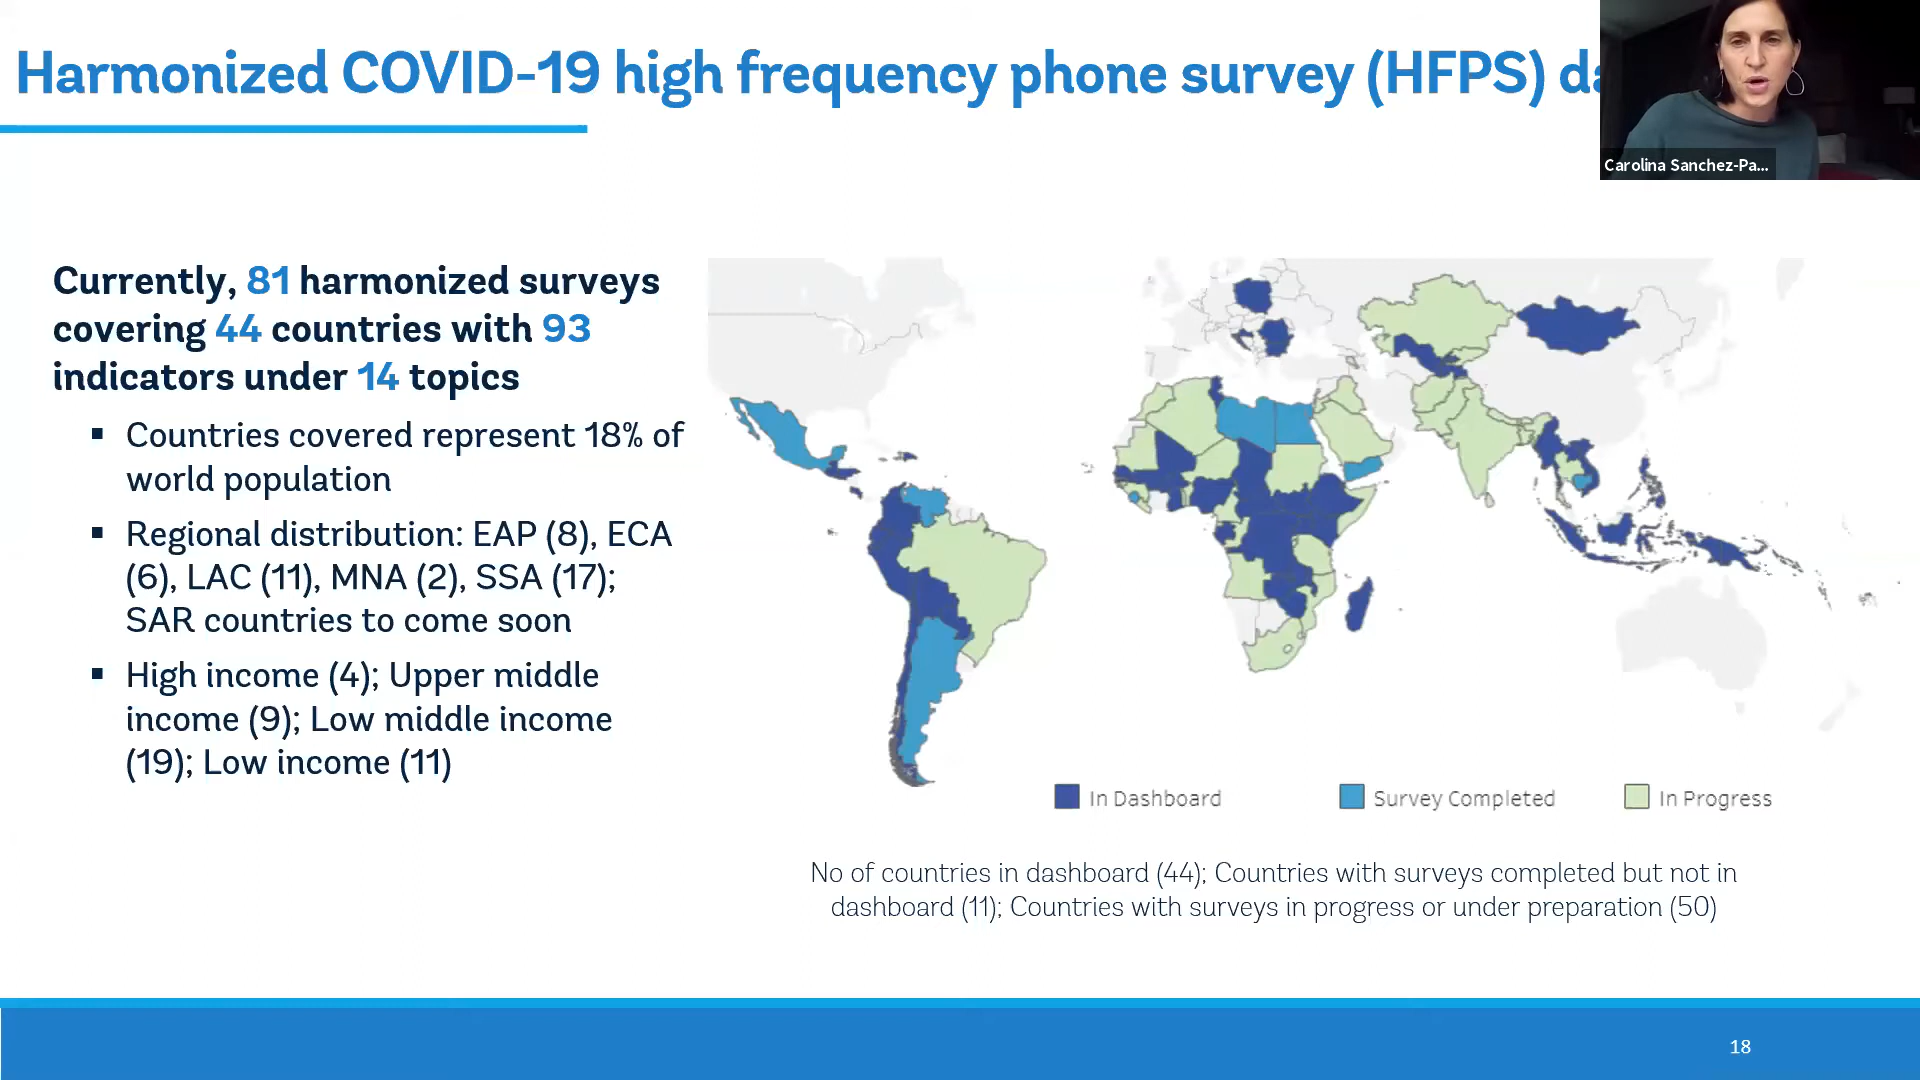 Harmonized COVID-19 high frequency phone survey (HFPS)
Carolina Sanchez-Pa...
Currently, 81 harmonized surveys
covering 44 countries with 93
indicators under 14 topics
▪ Countries covered represent 18% of
world population
▪ Regional distribution: EAP (8), ECA
(6), LAC (11), MNA (2), SSA (17);
SAR countries to come soon
▪ High income (4); Upper middle
income (9); Low middle income
(19); Low income (11)
In Dashboard
Survey Completed
In Progress
No of countries in dashboard (44); Countries with surveys completed but not in
dashboard (11); Countries with surveys in progress or under preparation (50)
18